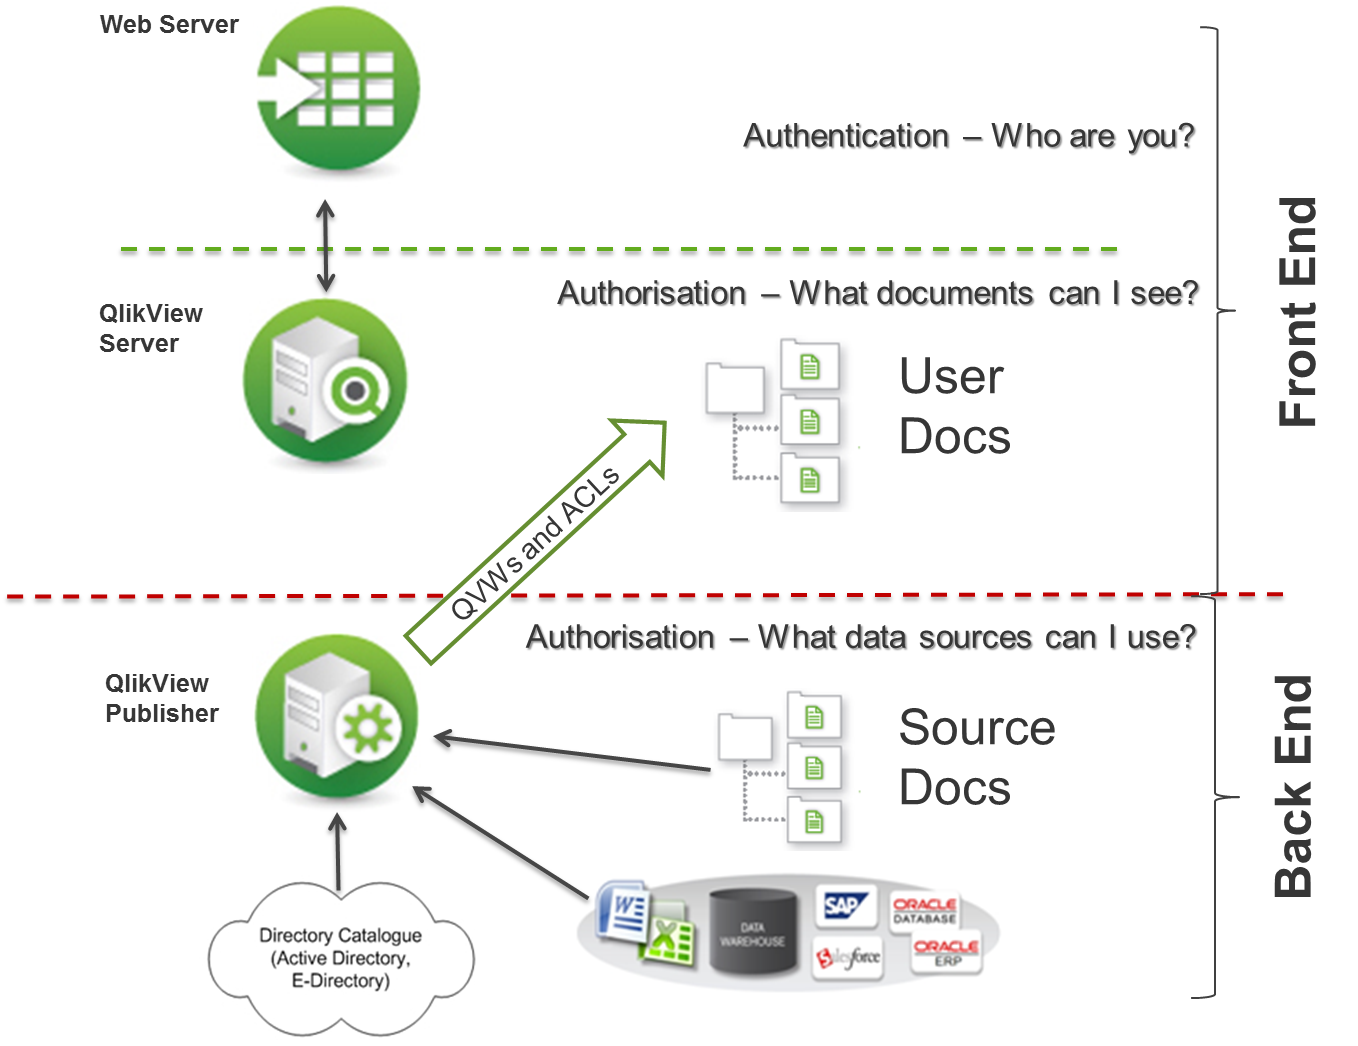 Web Server
Authentication – Who are you?
Authorisation – What documents can I see?
QlikView
Server
User
Docs
Front End
QVWs and ACLs
Authorisation – What data sources can I use?
QlikView
Publisher
Source
Docs
Back End
Directory Catalogue
(Active Directory,
E-Directory)
W
X
DATA
WAREHOUSE
SAP
ORACLE
DATABASE
salesforce
ORACLE
ERP